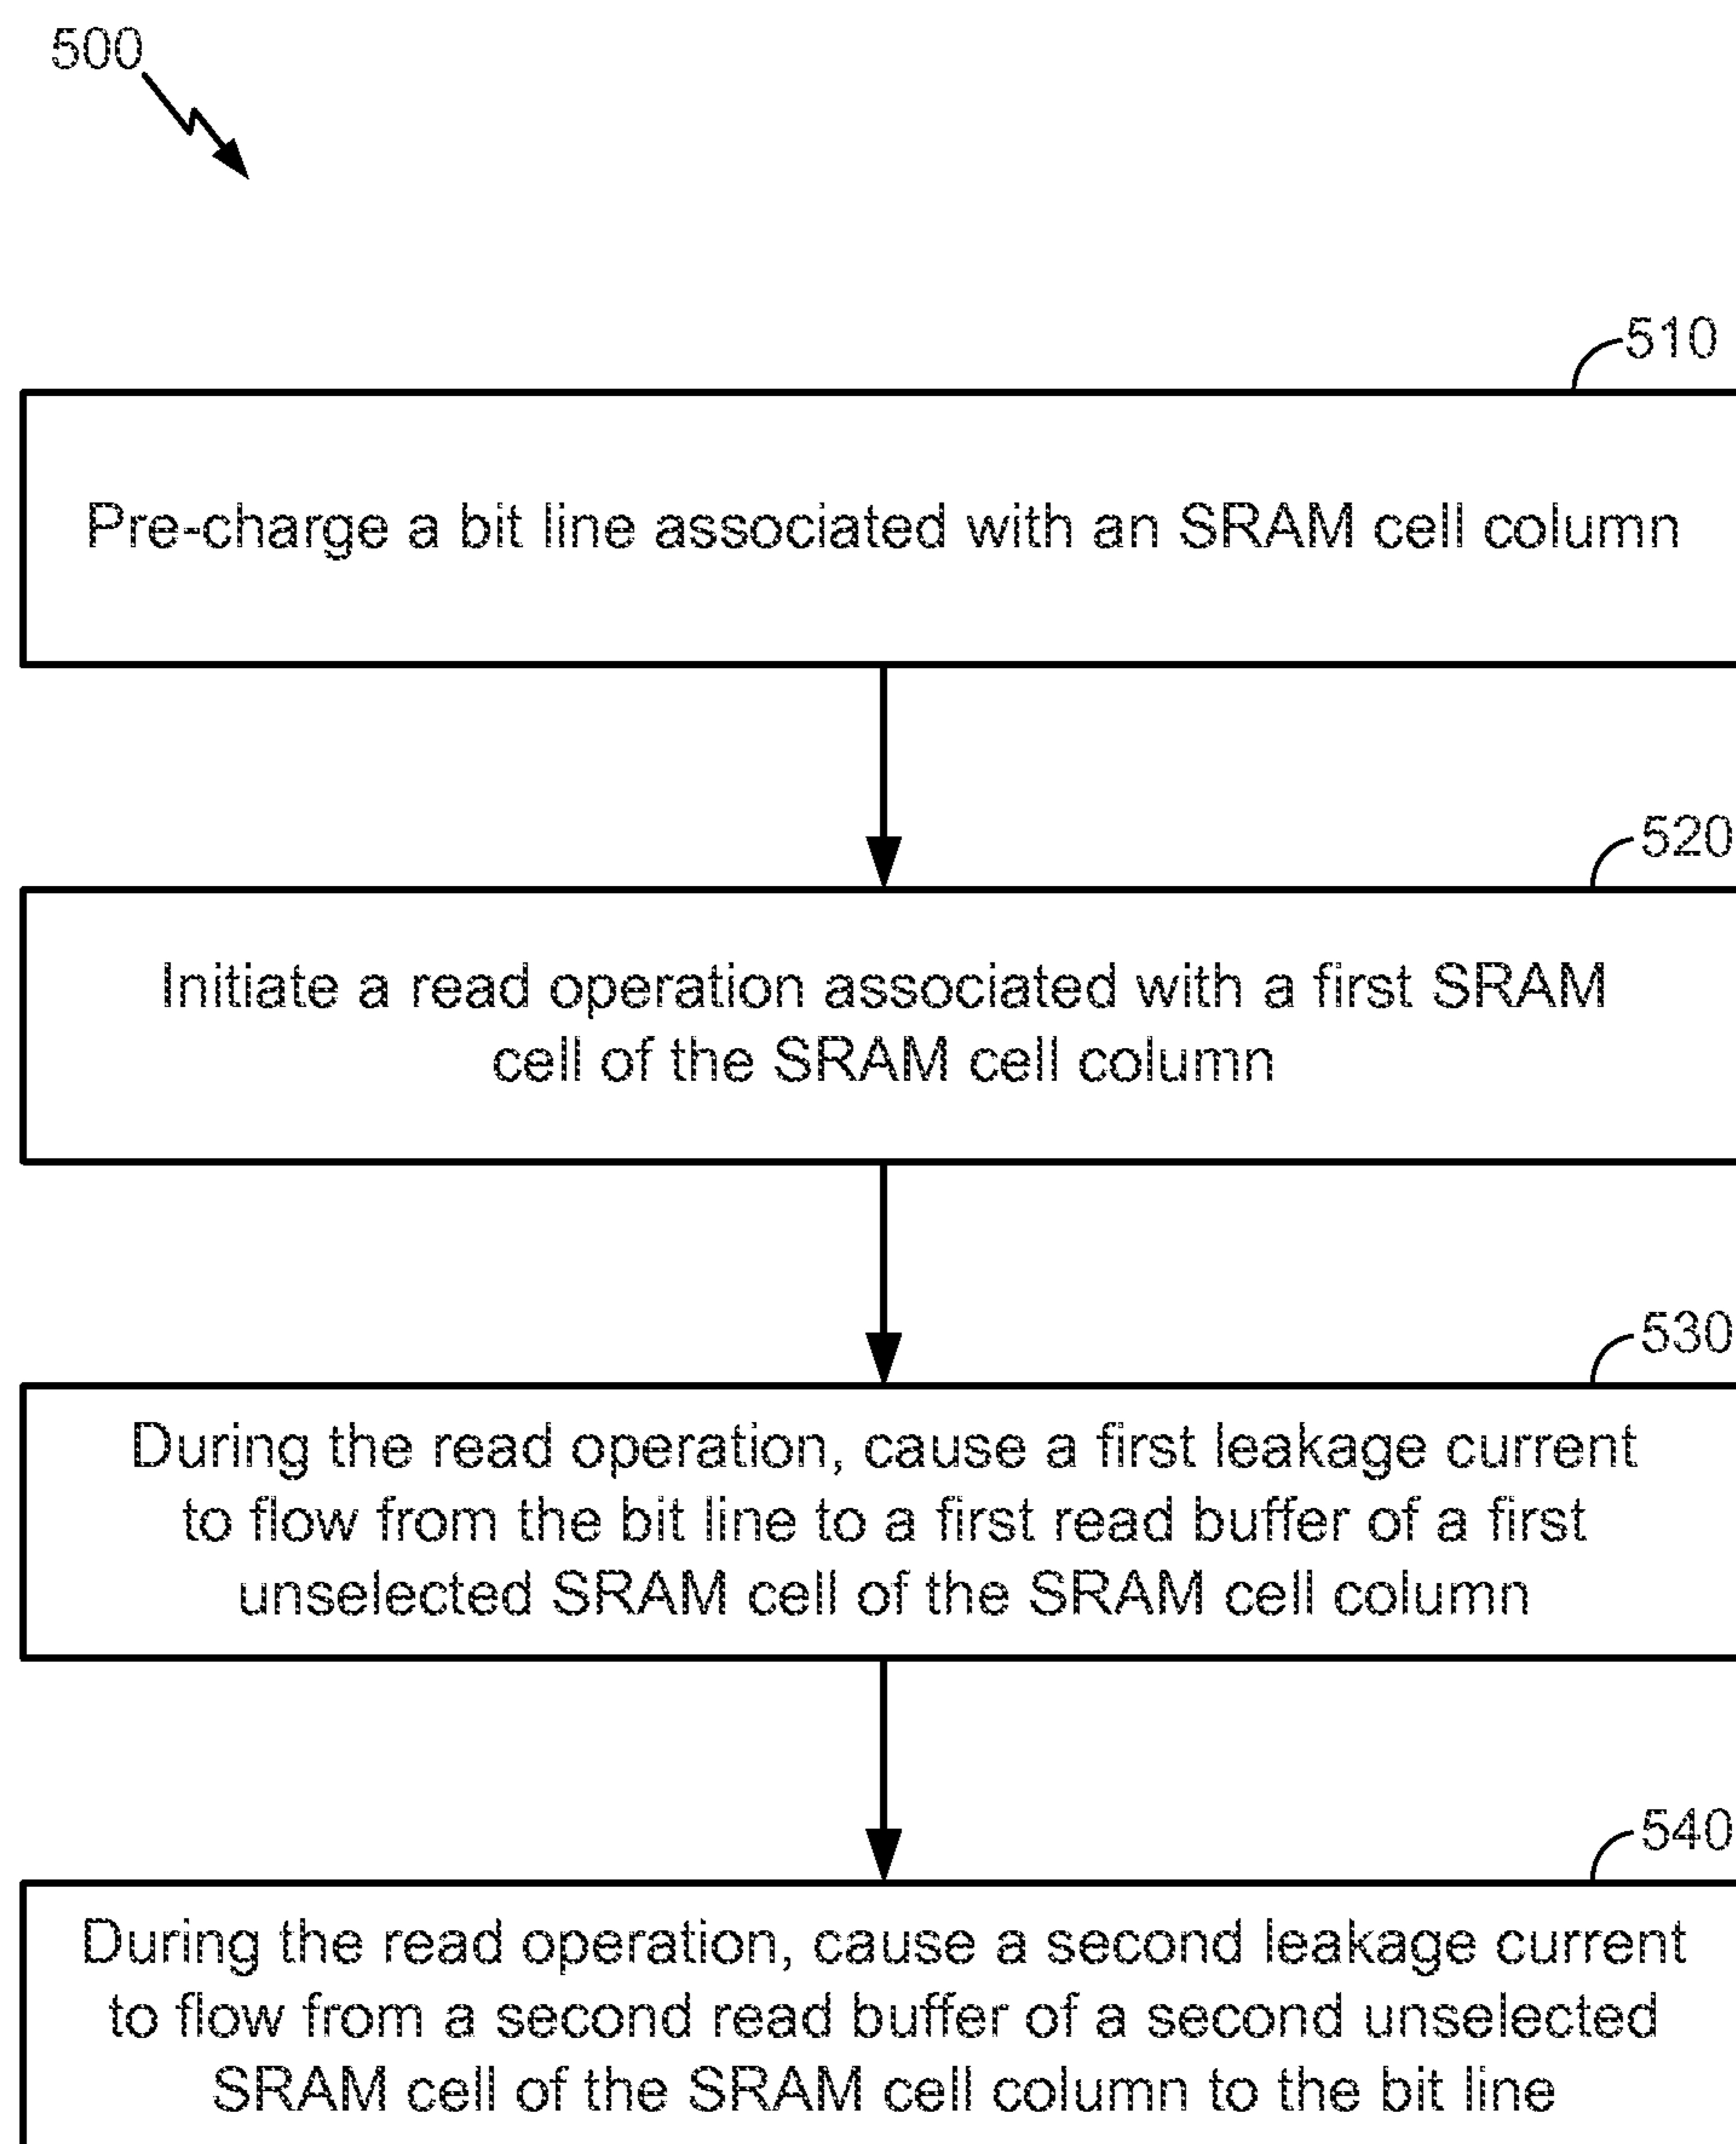 500
510
Pre-charge a bit line associated with an SRAM cell column
520
Initiate a read operation associated with a first SRAM
cell of the SRAM cell column
530
During the read operation, cause a first leakage current
to flow from the bit line to a first read buffer of a first
unselected SRAM cell of the SRAM cell column
540
During the read operation, cause a second leakage current
to flow from a second read buffer of a second unselected
SRAM cell of the SRAM cell column to the bit line